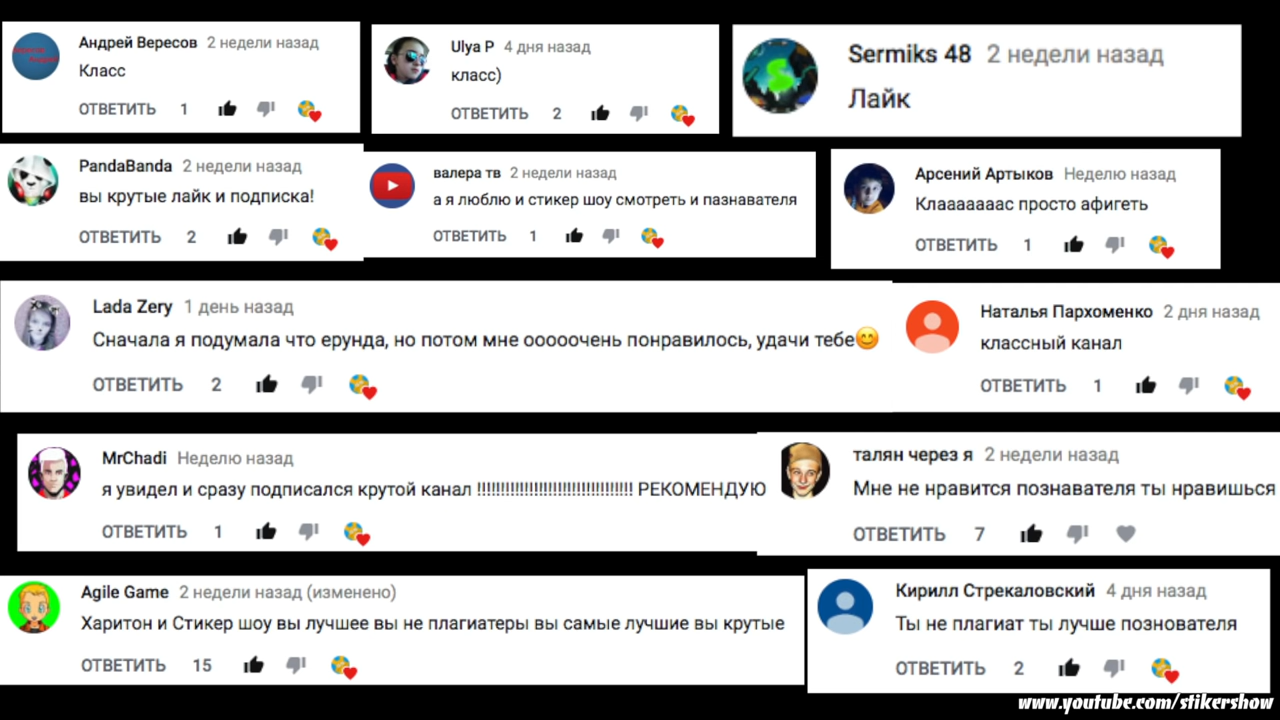 Андрей Вересов 2 недели назад
Класс
ОТВЕТИТЬ 1
Ulya P 4 дня назад
класс)
ОТВЕТИТЬ 2
Sermiks 48 2 недели назад
Лайк
PandaBanda 2 недели назад
вы крутые лайк и подписка!
ОТВЕТИТЬ 2
валера тв 2 недели назад
а я люблю и стикер шоу смотреть и пазнавателя
ОТВЕТИТЬ 1
Арсений Артыков Неделю назад
Клааааааас просто афигеть
ОТВЕТИТЬ 1
Lada Zery 1 день назад
Сначала я подумала что ерунда, но потом мне ооооочень понравилось, удачи тебе😊
ОТВЕТИТЬ 2
Наталья Пархоменко 2 дня назад
классный канал
ОТВЕТИТЬ 1
MrChadi Неделю назад
я увидел и сразу подписался крутой канал !!!!!!!!!!!!!!!!!!!!!!!!!!!!!!!!! РЕКОМЕНДУЮ
ОТВЕТИТЬ 1
талян через я 2 недели назад
Мне не нравится познавателя ты нравишься
ОТВЕТИТЬ 7
Agile Game 2 недели назад (изменено)
Харитон и Стикер шоу вы лучшее вы не плагиатеры вы самые лучшие вы крутые
ОТВЕТИТЬ 15
Кирилл Стрекаловский 4 дня назад
Ты не плагиат ты лучше позноватeля
ОТВЕТИТЬ 2
www.youtube.com/stikershow